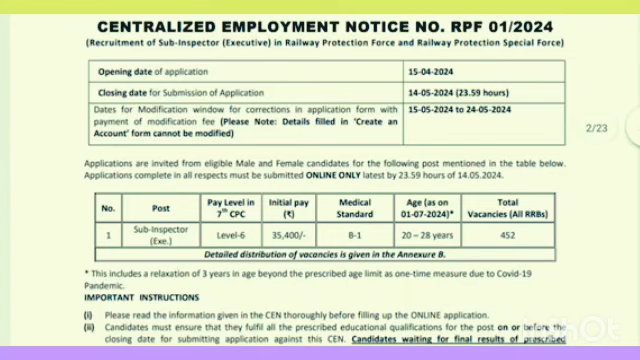 CENTRALIZED EMPLOYMENT NOTICE NO. RPF 01/2024
(Recruitment of Sub-Inspector (Executive) in Railway Protection Force and Railway Protection Special Force)
Opening date of application 15-04-2024
Closing date for Submission of Application 14-05-2024 (23.59 hours)
Dates for Modification window for corrections in application form with 15-05-2024 to 24-05-2024
payment of modification fee (Please Note: Details filled in 'Create an
Account' form cannot be modified)
2/23
Applications are invited from eligible Male and Female candidates for the following post mentioned in the table below.
Applications complete in all respects must be submitted ONLINE ONLY latest by 23.59 hours of 14.05.2024.
No. Post Pay Level in 7th CPC Initial pay (₹) Medical Standard Age (as on 01-07-2024)* Total Vacancies (All RRBs)
1 Sub-Inspector (Exe.) Level-6 35,400/- B-1 20 – 28 years 452
Detailed distribution of vacancies is given in the Annexure B.
* This includes a relaxation of 3 years in age beyond the prescribed age limit as one-time measure due to Covid-19
Pandemic.
IMPORTANT INSTRUCTIONS
(i) Please read the information given in the CEN thoroughly before filling up the ONLINE application.
(ii) Candidates must ensure that they fulfil all the prescribed educational qualifications for the post on or before the
closing date for submitting application against this CEN. Candidates waiting for final results of prescribed